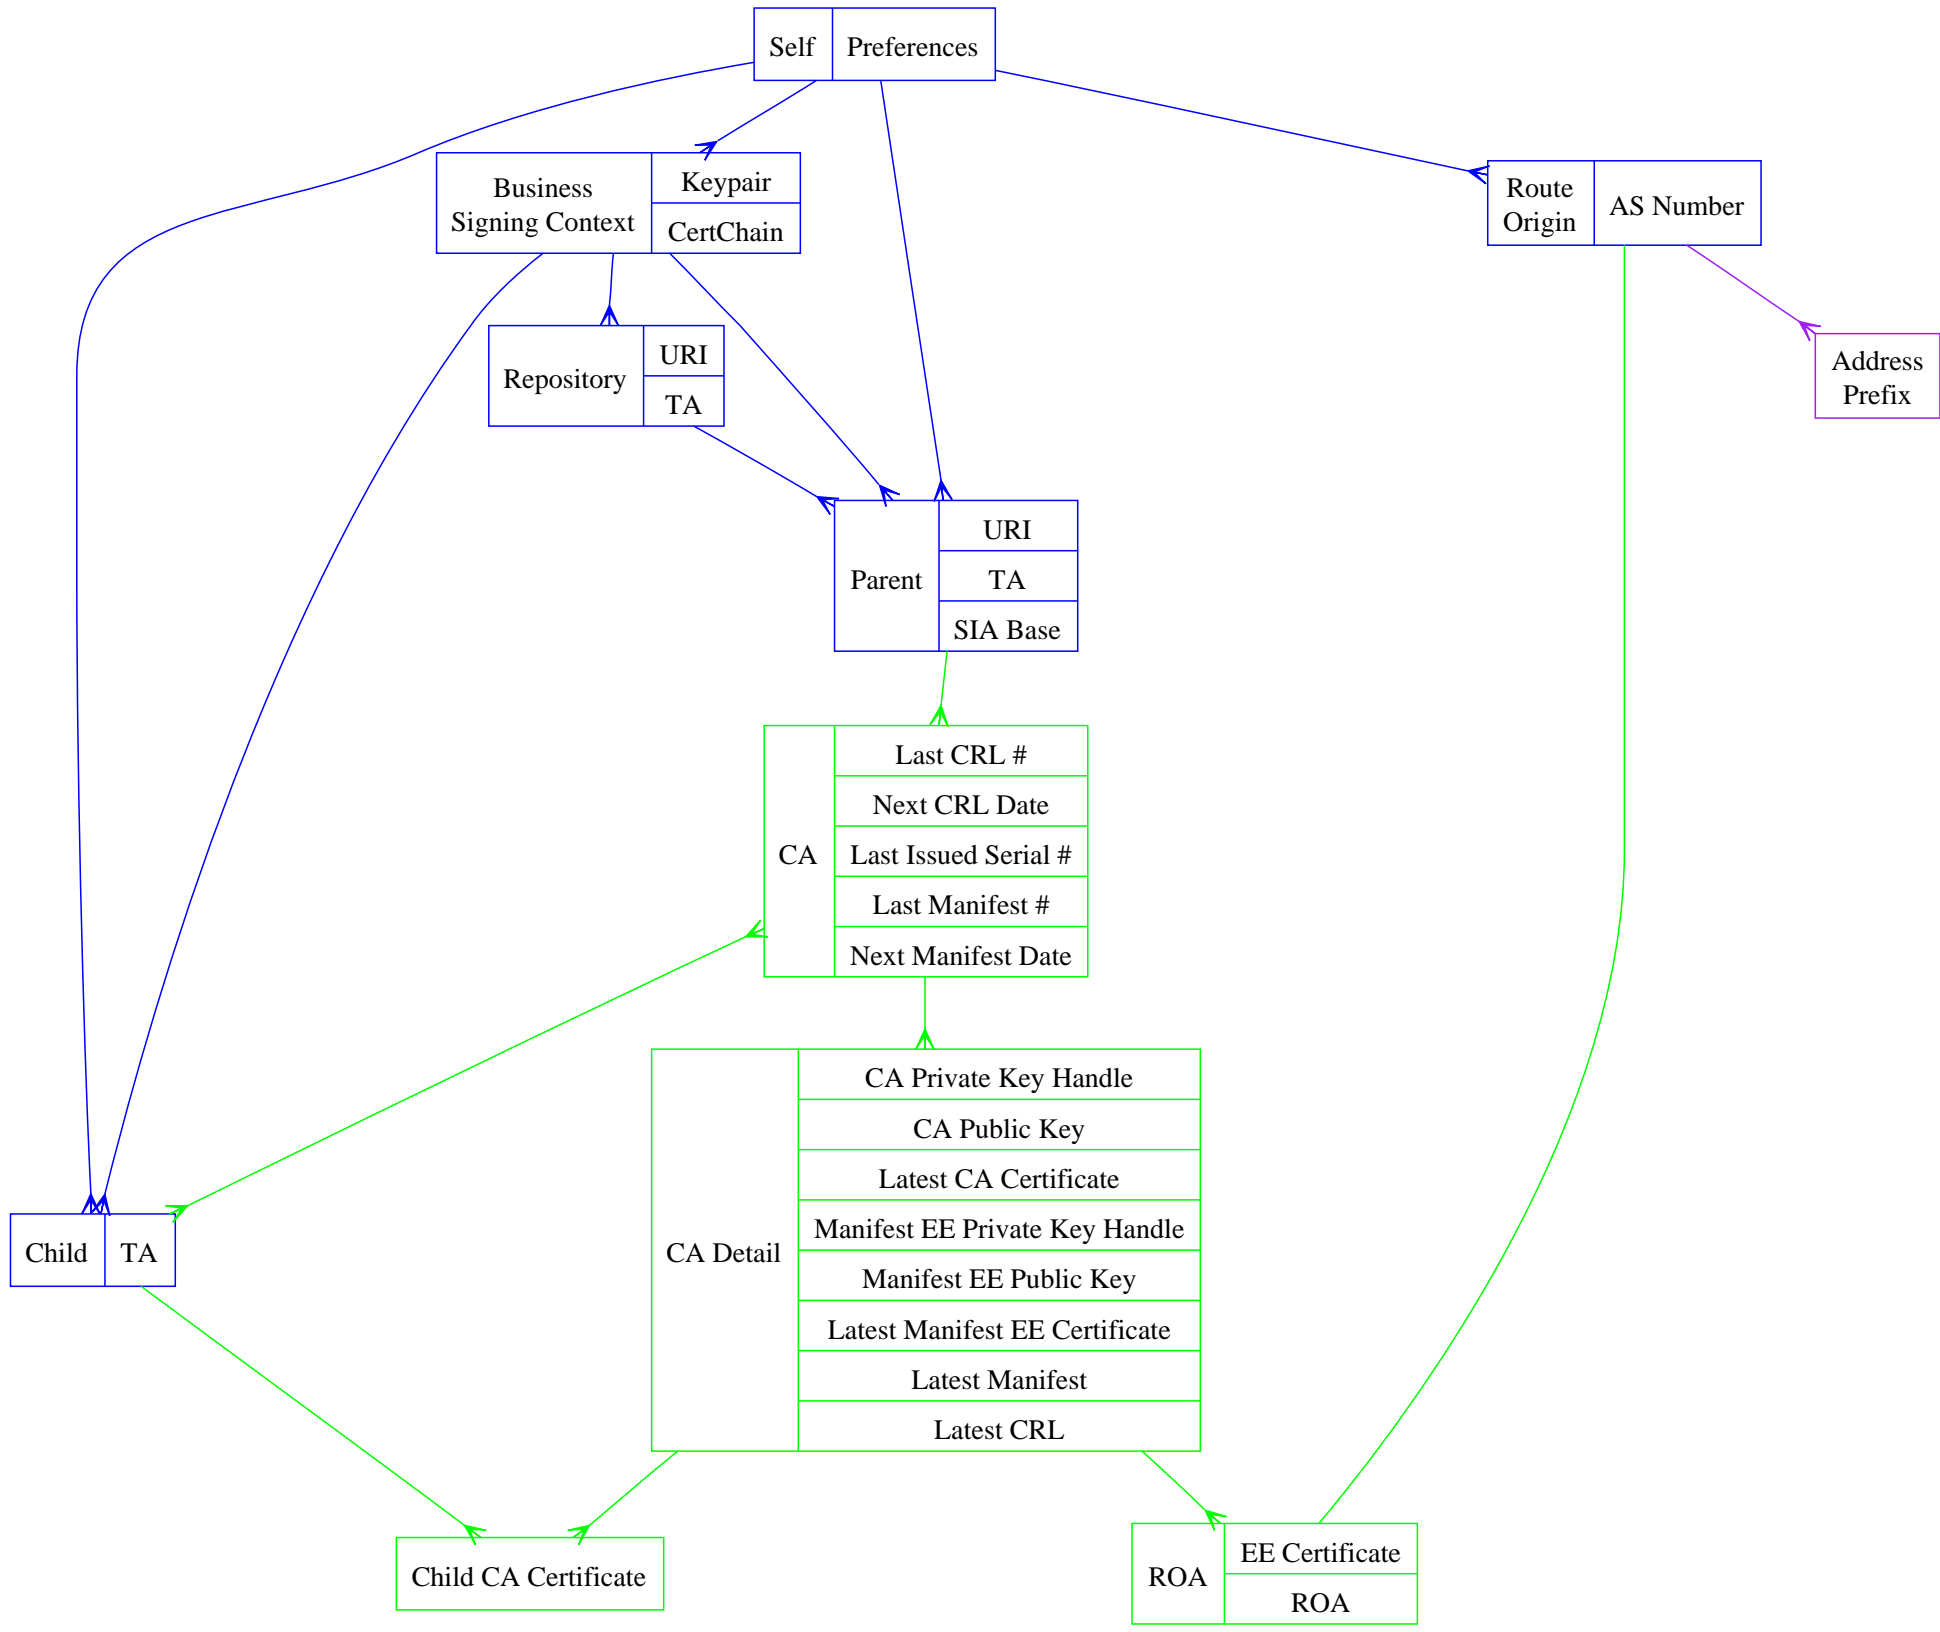 Self
Preferences
Business
Signing Context
Keypair
CertChain
Route
Origin
AS Number
Repository
URI
TA
Address
Prefix
Parent
URI
TA
SIA Base
CA
Last CRL #
Next CRL Date
Last Issued Serial #
Last Manifest #
Next Manifest Date
CA Detail
CA Private Key Handle
CA Public Key
Latest CA Certificate
Manifest EE Private Key Handle
Manifest EE Public Key
Latest Manifest EE Certificate
Latest Manifest
Latest CRL
Child
TA
Child CA Certificate
ROA
EE Certificate
ROA